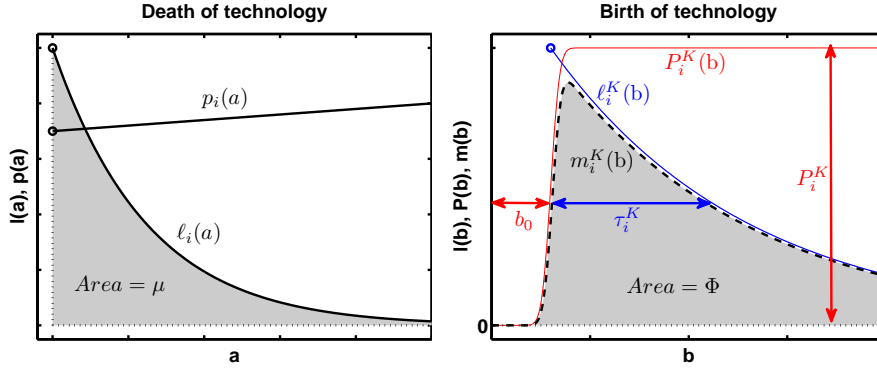 Death of technology
l(a), p(a)
p_i(a)
ℓ_i(a)
Area = μ
a
Birth of technology
l(b), P(b), m(b)
P_i^K(b)
ℓ_i^K(b)
m_i^K(b)
P_i^K
b_0
τ_i^K
Area = Φ
0
b